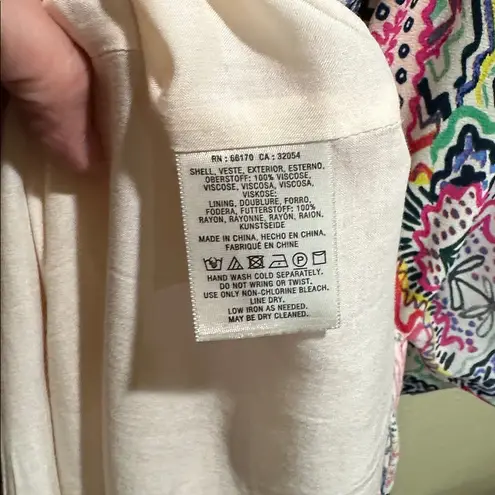 RN : 66170 CA : 32054
SHELL, VESTE, EXTERIOR, ESTERNO,
OBERSTOFF: 100% VISCOSE,
VISCOSE, VISCOSA, VISCOSA,
VISKOSE;
LINING, DOUBLURE, FORRO,
FODERA, FUTTERSTOFF: 100%
RAYON, RAYONNE, RAYÓN, RAION,
KUNSTSEIDE
MADE IN CHINA, HECHO EN CHINA,
FABRIQUÉ EN CHINE
HAND WASH COLD SEPARATELY.
DO NOT WRING OR TWIST.
USE ONLY NON-CHLORINE BLEACH.
LINE DRY.
LOW IRON AS NEEDED.
MAY BE DRY CLEANED.